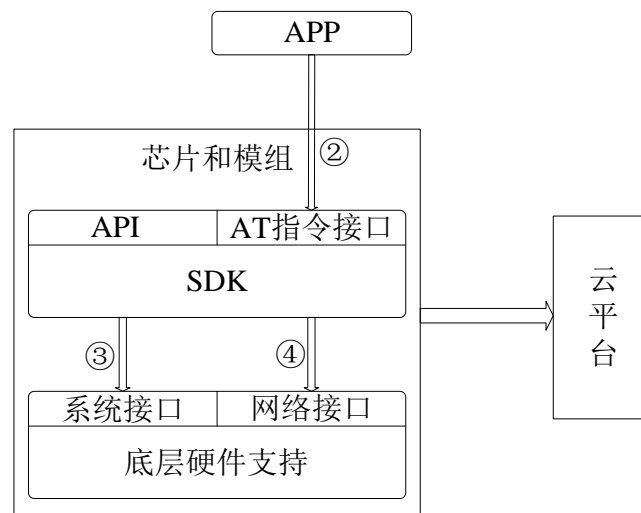 APP
②
芯片和模组
API
AT指令接口
SDK
③
④
系统接口
网络接口
底层硬件支持
云
平
台